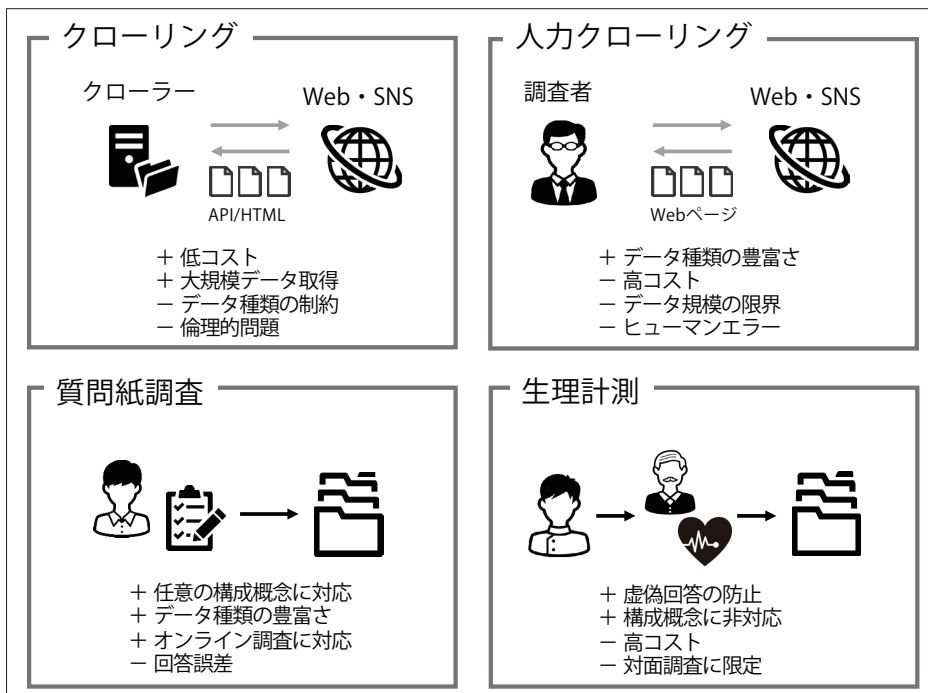 クローリング
クローラー
Web・SNS
API/HTML
＋ 低コスト
＋ 大規模データ取得
－ データ種類の制約
－ 倫理的問題
人力クローリング
調査者
Web・SNS
Webページ
＋ データ種類の豊富さ
－ 高コスト
－ データ規模の限界
－ ヒューマンエラー
質問紙調査
＋ 任意の構成概念に対応
＋ データ種類の豊富さ
＋ オンライン調査に対応
－ 回答誤差
生理計測
＋ 虚偽回答の防止
＋ 構成概念に非対応
－ 高コスト
－ 対面調査に限定